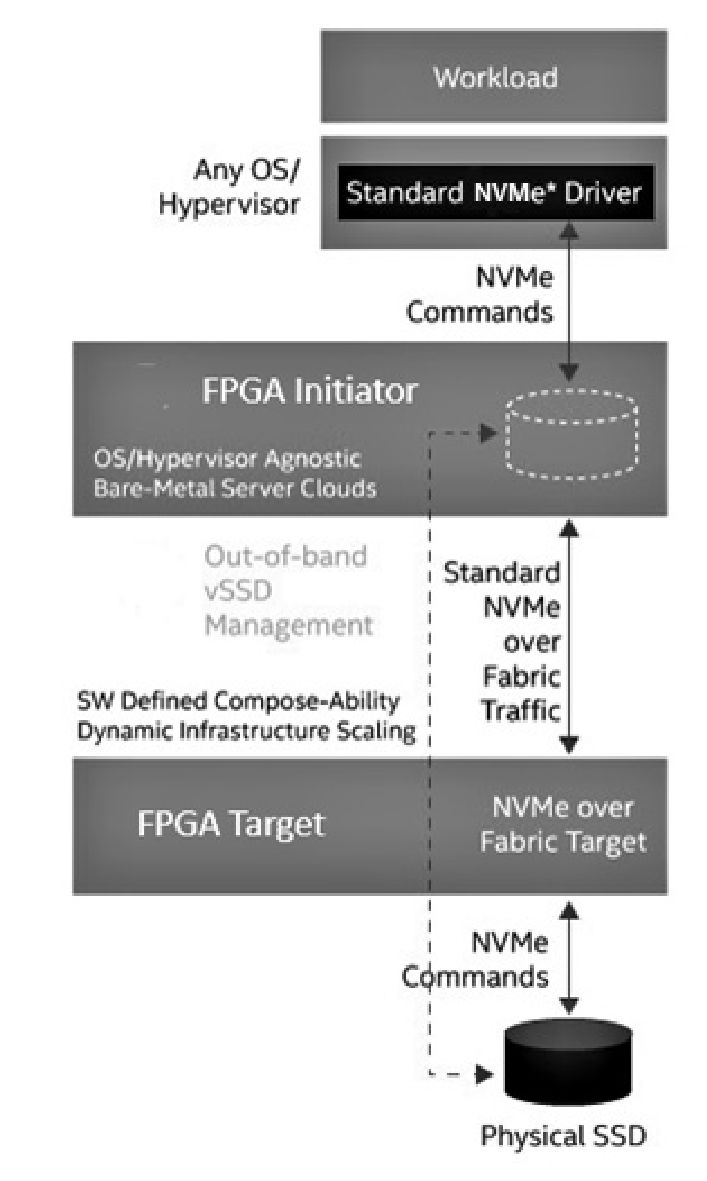 Workload
Any OS/
Hypervisor
Standard NVMe* Driver
NVMe
Commands
FPGA Initiator
OS/Hypervisor Agnostic
Bare-Metal Server Clouds
Out-of-band
vSSD
Management
Standard
NVMe
over
Fabric
Traffic
SW Defined Compose-Ability
Dynamic Infrastructure Scaling
FPGA Target
NVMe over
Fabric Target
NVMe
Commands
Physical SSD